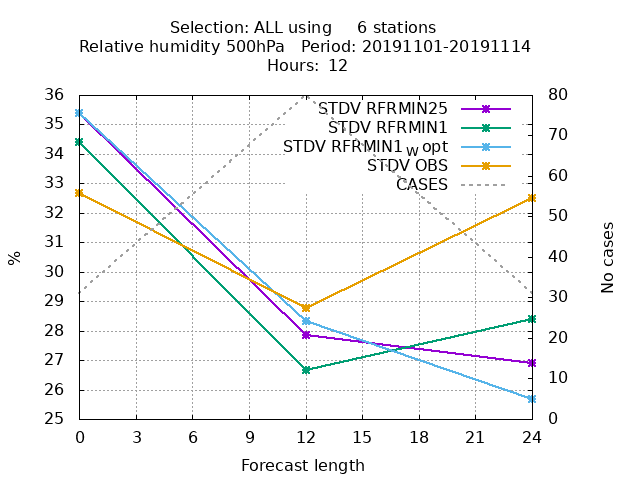 Selection: ALL using     6 stations
Relative humidity 500hPa   Period: 20191101-20191114
Hours: 12
STDV RFRMIN25
STDV RFRMIN1
STDV RFRMIN1 W opt
STDV OBS
CASES
36
35
34
33
32
31
30
29
28
27
26
25
%
80
70
60
50
40
30
20
10
0
No cases
0 3 6 9 12 15 18 21 24
Forecast length